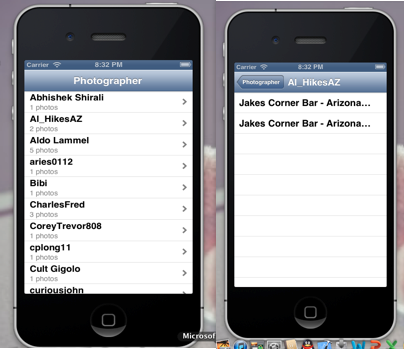 Carrier 8:32 PM
Photographer
Abhishek Shirali
1 photos
Al_HikesAZ
2 photos
Aldo Lammel
5 photos
aries0112
1 photos
Bibi
1 photos
CharlesFred
3 photos
CoreyTrevor808
1 photos
cplong11
1 photos
Cult Gigolo
1 photos
curiousjohn
Microsof
Carrier 8:32 PM
Photographer Al_HikesAZ
Jakes Corner Bar - Arizona...
Jakes Corner Bar - Arizona...